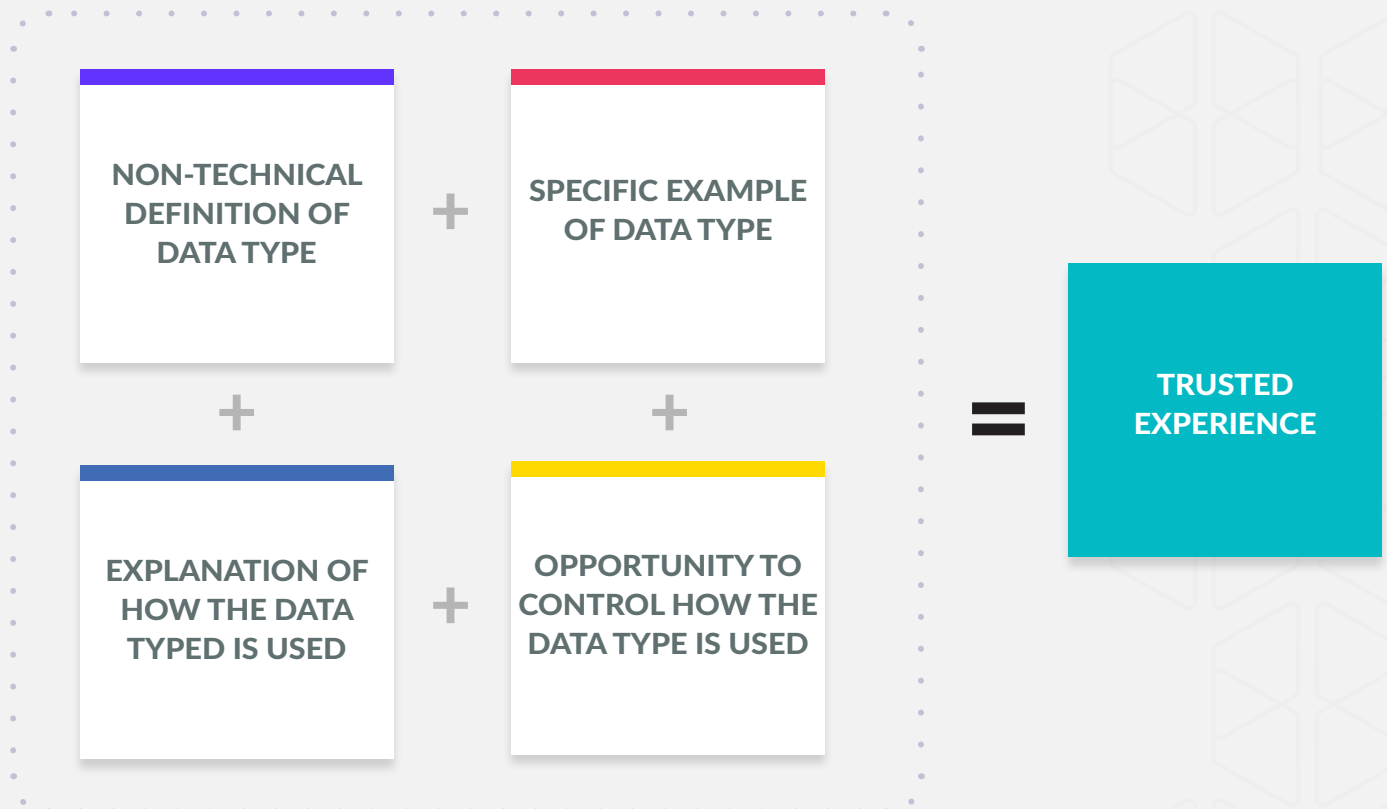 NON-TECHNICAL
DEFINITION OF
DATA TYPE
+
SPECIFIC EXAMPLE
OF DATA TYPE
+
+
EXPLANATION OF
HOW THE DATA
TYPED IS USED
+
OPPORTUNITY TO
CONTROL HOW THE
DATA TYPE IS USED
=
TRUSTED
EXPERIENCE